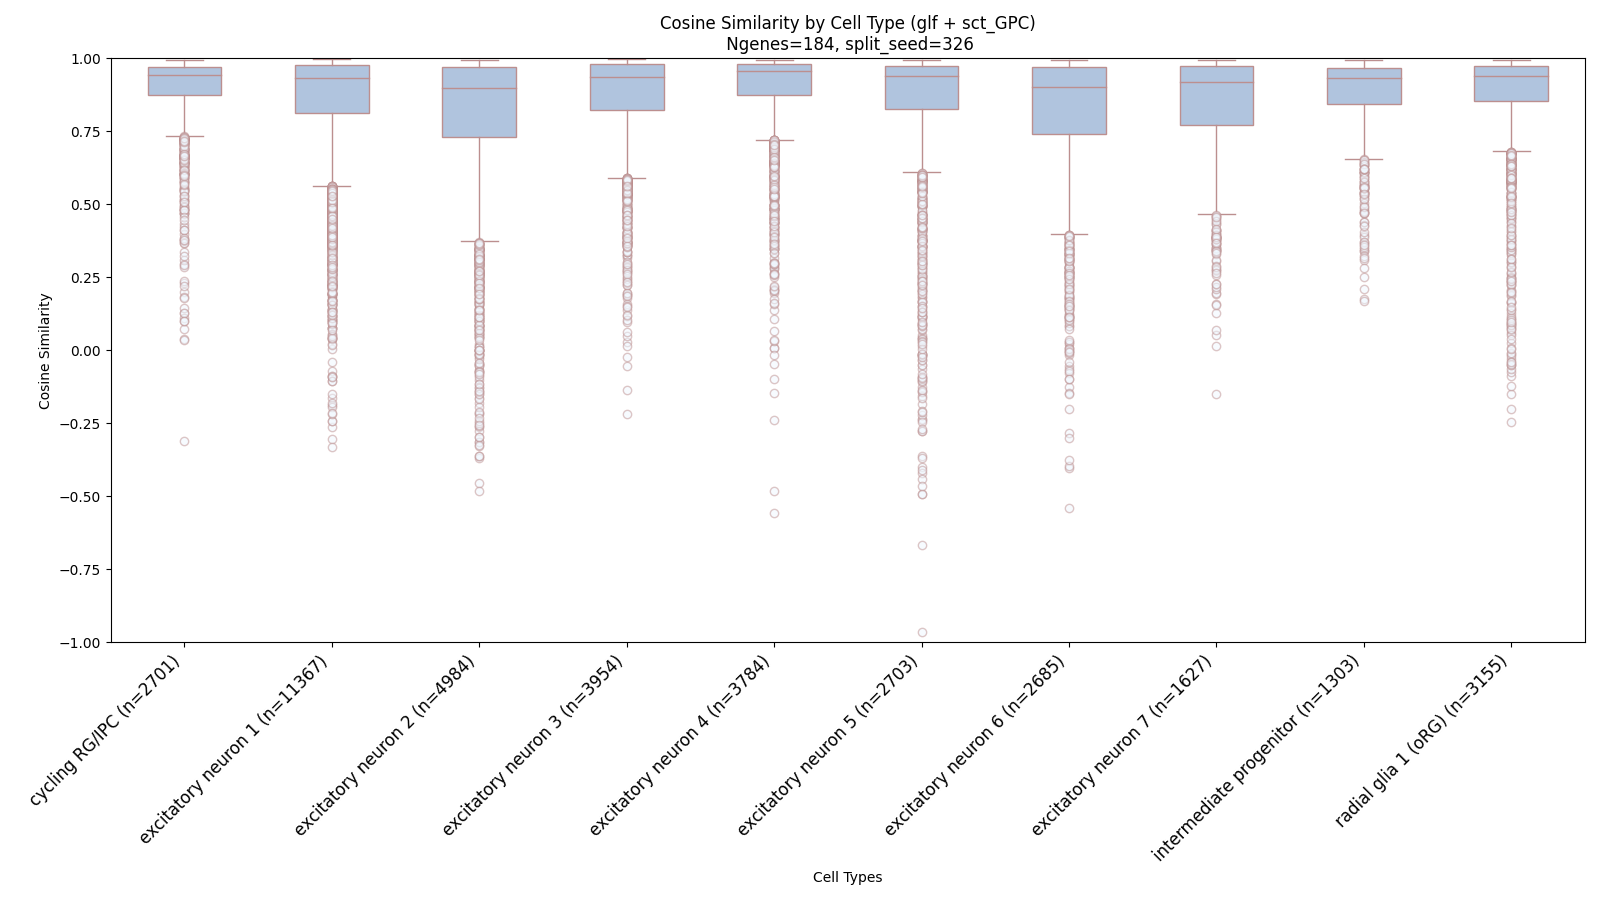 Cosine Similarity by Cell Type (glf + sct_GPC)
Ngenes=184, split_seed=326
1.00
0.75
0.50
0.25
0.00
−0.25
−0.50
−0.75
−1.00
Cosine Similarity
cycling RG/IPC (n=2701)
excitatory neuron 1 (n=11367)
excitatory neuron 2 (n=4984)
excitatory neuron 3 (n=3954)
excitatory neuron 4 (n=3784)
excitatory neuron 5 (n=2703)
excitatory neuron 6 (n=2685)
excitatory neuron 7 (n=1627)
intermediate progenitor (n=1303)
radial glia 1 (oRG) (n=3155)
Cell Types